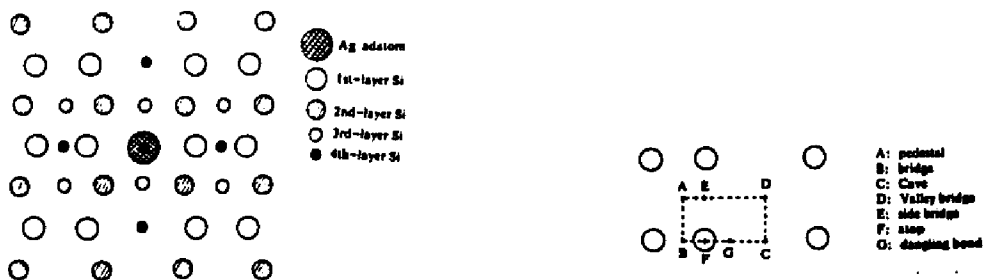 Ag adatom
1st-layer Si
2nd-layer Si
3rd-layer Si
4th-layer Si
A E D
B F G C
A: pedestal
B: bridge
C: Cave
D: Valley bridge
E: side bridge
F: atop
G: dangling bond